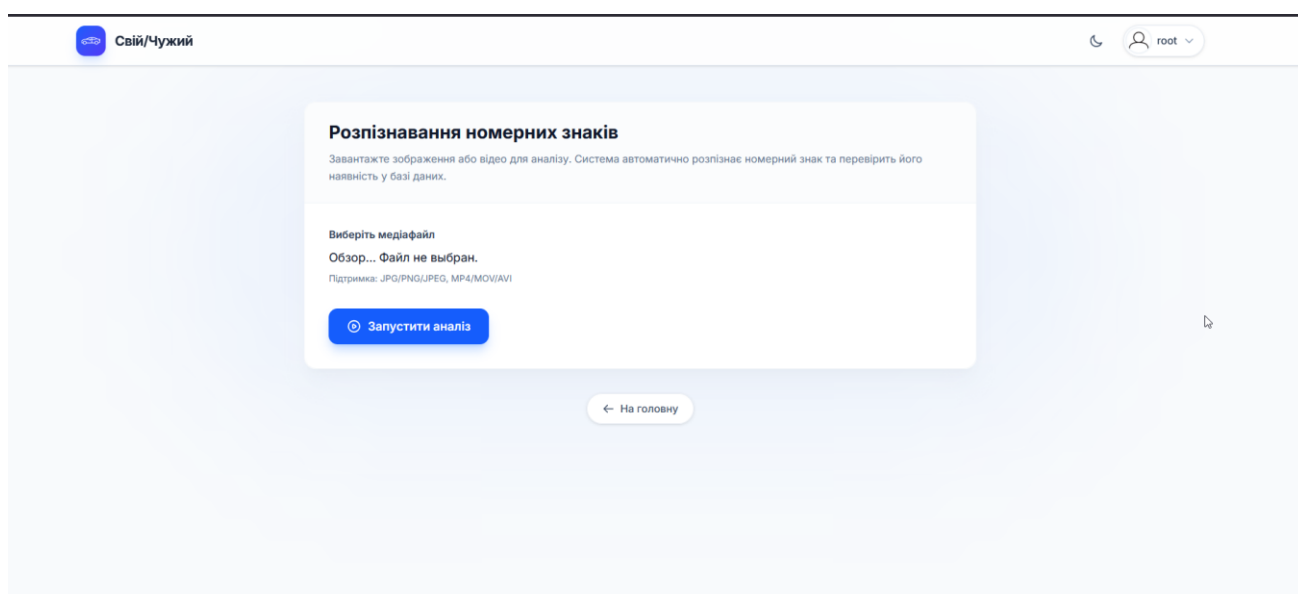 Свій/Чужий
root
Розпізнавання номерних знаків
Завантажте зображення або відео для аналізу. Система автоматично розпізнає номерний знак та перевірить його
наявність у базі даних.
Виберіть медіафайл
Обзор... Файл не выбран.
Підтримка: JPG/PNG/JPEG, MP4/MOV/AVI
Запустити аналіз
← На головну